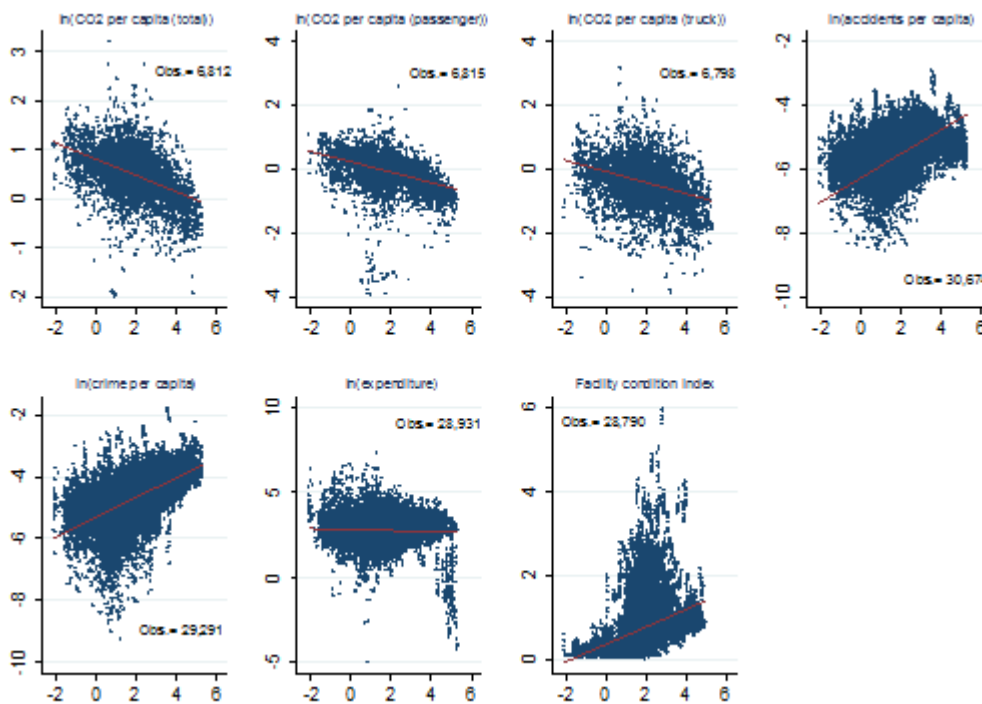 ln(CO2 per capita (total))
Obs.= 6,812
3
2
1
0
-1
-2
-2 0 2 4 6
ln(CO2 per capita (passenger))
Obs.= 6,815
4
2
0
-2
-4
-2 0 2 4 6
ln(CO2 per capita (truck))
Obs.= 6,798
4
2
0
-2
-4
-2 0 2 4 6
ln(accidents per capita)
-2
-4
-6
-8
-10
Obs.= 30,674
-2 0 2 4 6
ln(crime per capita)
-2
-4
-6
-8
-10
Obs.= 29,291
-2 0 2 4 6
ln(expenditure)
Obs.= 28,931
10
5
0
-5
-2 0 2 4 6
Facility condition index
Obs.= 28,790
6
4
2
0
-2 0 2 4 6